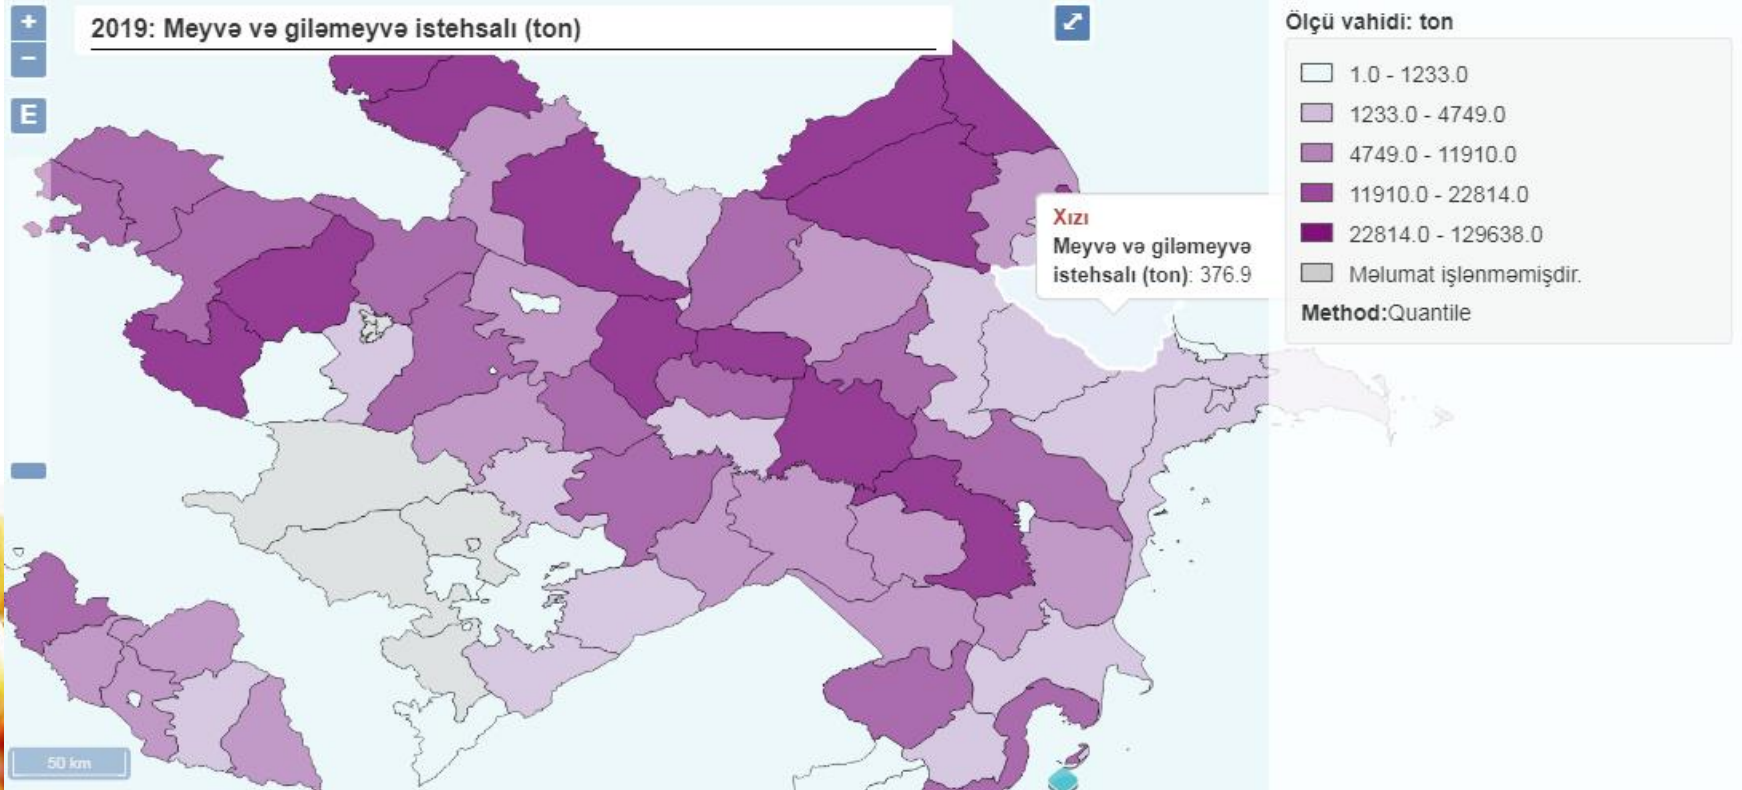 +
−
E
2019: Meyvə və giləmeyvə istehsalı (ton)
Xızı
Meyvə və giləmeyvə
istehsalı (ton): 376.9
50 km
Ölçü vahidi: ton
1.0 - 1233.0
1233.0 - 4749.0
4749.0 - 11910.0
11910.0 - 22814.0
22814.0 - 129638.0
Məlumat işlənməmişdir.
Method:Quantile